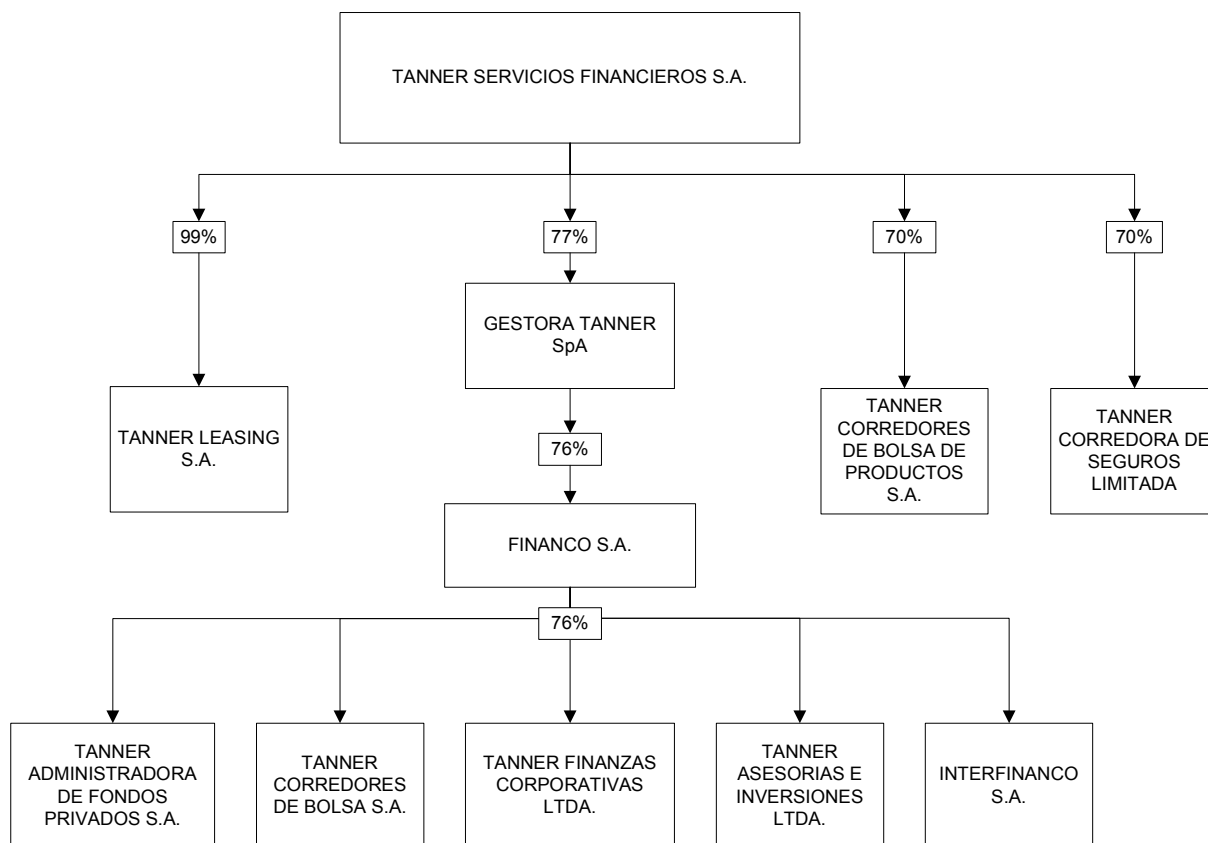 TANNER SERVICIOS FINANCIEROS S.A.
99%
77%
70%
70%
GESTORA TANNER
SpA
TANNER LEASING
S.A.
TANNER
CORREDORES
DE BOLSA DE
PRODUCTOS
S.A.
TANNER
CORREDORA DE
SEGUROS
LIMITADA
76%
FINANCO S.A.
76%
TANNER
ADMINISTRADORA
DE FONDOS
PRIVADOS S.A.
TANNER
CORREDORES
DE BOLSA S.A.
TANNER FINANZAS
CORPORATIVAS
LTDA.
TANNER
ASESORIAS E
INVERSIONES
LTDA.
INTERFINANCO
S.A.